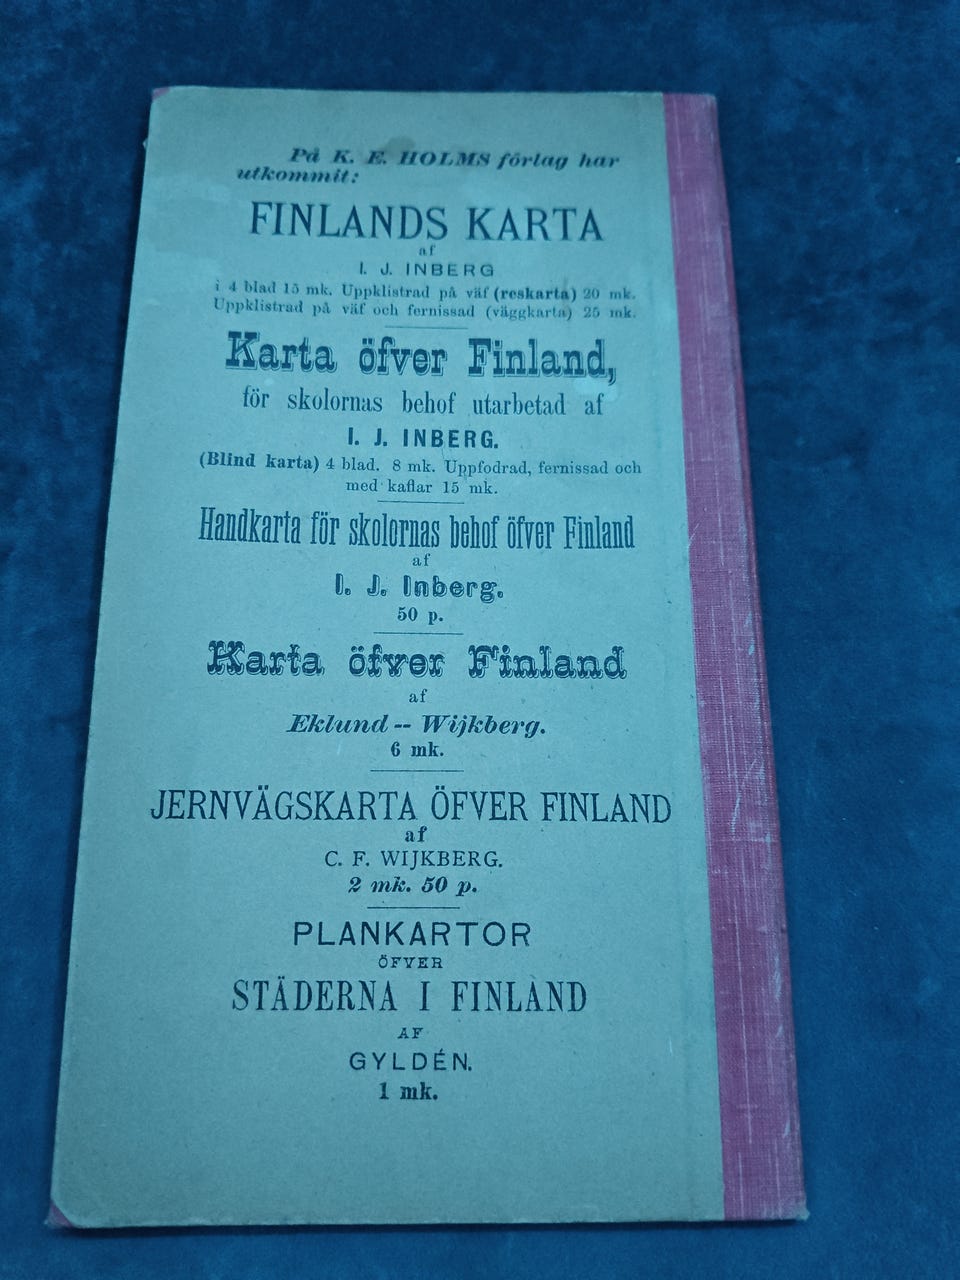 På K. E. HOLMS förlag har
utkommit:
FINLANDS KARTA
af
I. J. INBERG
i 4 blad 15 mk. Uppklistrad på väf (reskarta) 20 mk.
Uppklistrad på väf och fernissad (väggkarta) 25 mk.
Karta öfver Finland,
för skolornas behof utarbetad af
I. J. INBERG.
(Blind karta) 4 blad. 8 mk. Uppfodrad, fernissad och
med kaflar 15 mk.
Handkarta för skolornas behof öfver Finland
af
I. J. Inberg.
50 p.
Karta öfver Finland
af
Eklund -- Wijkberg.
6 mk.
JERNVÄGSKARTA ÖFVER FINLAND
af
C. F. WIJKBERG.
2 mk. 50 p.
PLANKARTOR
ÖFVER
STÄDERNA I FINLAND
AF
GYLDÉN.
1 mk.